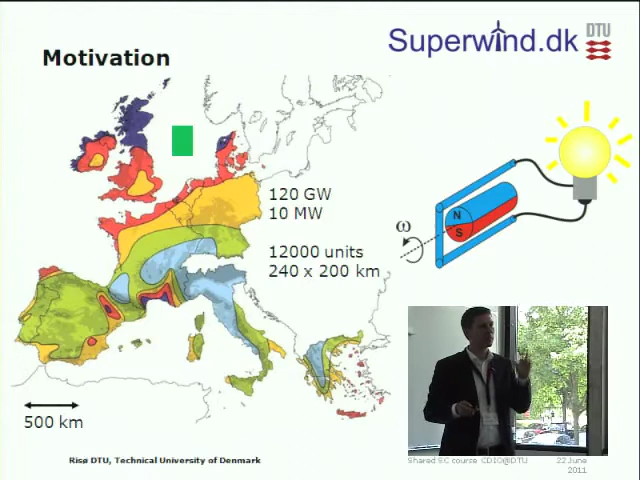 Superwind.dk
DTU
Motivation
120 GW
10 MW
12000 units
240 x 200 km
ω
N
S
500 km
Risø DTU, Technical University of Denmark
Shared EC course CDIO@DTU
22 June
2011